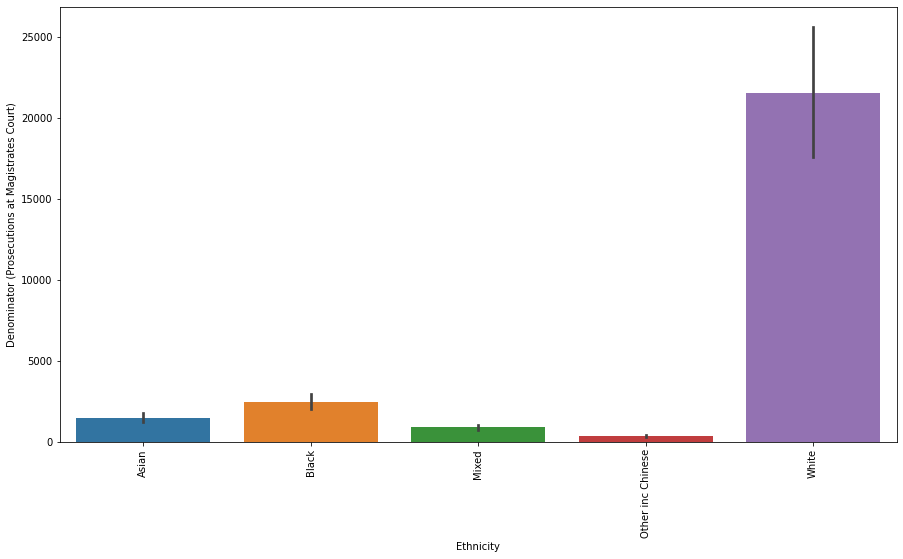 Denominator (Prosecutions at Magistrates Court)
25000
20000
15000
10000
5000
0
Asian
Black
Mixed
Other inc Chinese
White
Ethnicity